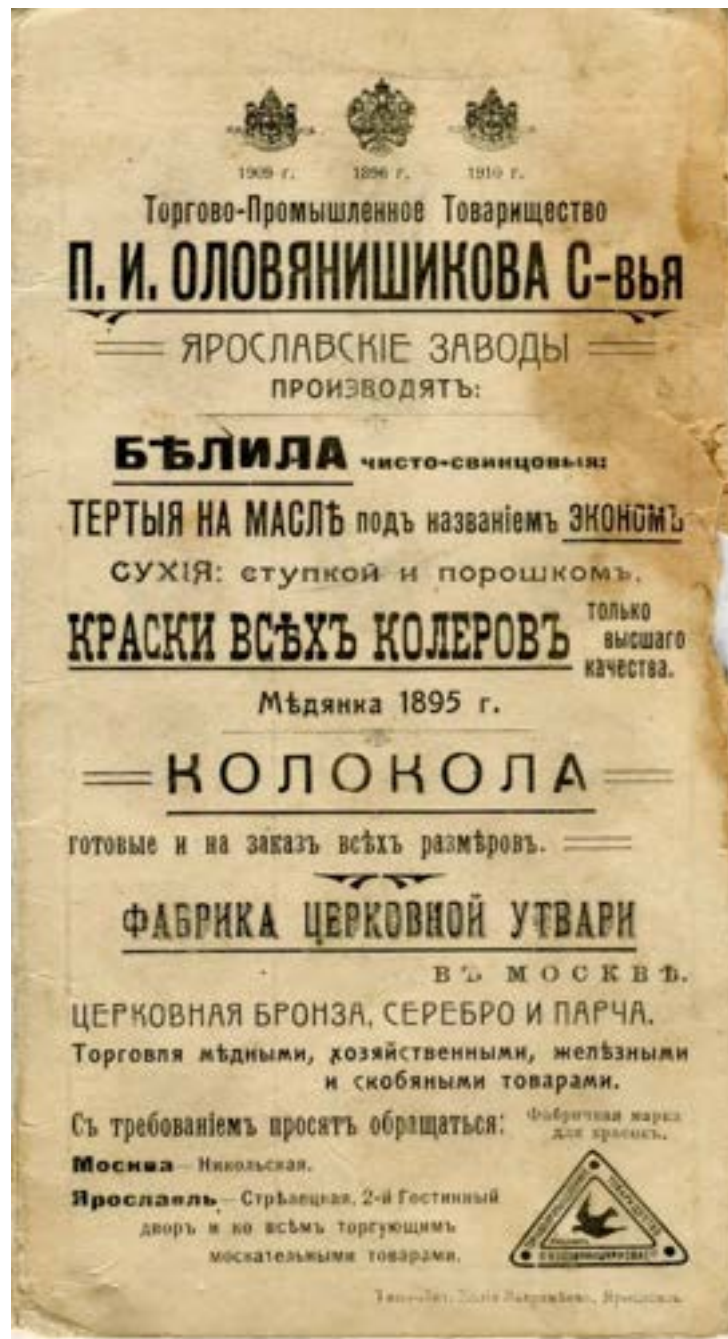 1909 г. 1896 г. 1910 г.
Торгово-Промышленное Товарищество
П. И. ОЛОВЯНИШИКОВА С-вья
ЯРОСЛАВСКІЕ ЗАВОДЫ
ПРОИЗВОДЯТЪ:
БѢЛИЛА чисто-свинцовыя:
ТЕРТЫЯ НА МАСЛѢ подъ названіемъ ЭКОНОМЪ
СУХІЯ: ступкой и порошкомъ.
КРАСКИ ВСѢХЪ КОЛЕРОВЪ только высшаго качества.
Мѣдянка 1895 г.
КОЛОКОЛА
готовые и на заказъ всѣхъ размѣровъ.
ФАБРИКА ЦЕРКОВНОЙ УТВАРИ
ВЪ МОСКВѢ.
ЦЕРКОВНАЯ БРОНЗА, СЕРЕБРО И ПАРЧА.
Торговля мѣдными, хозяйственными, желѣзными
и скобяными товарами.
Съ требованіемъ просятъ обращаться:
Фабричная марка
для красокъ.
Москва—Никольская.
Ярославль—Стрѣлецкая, 2-й Гостинный
дворъ и ко всѣмъ торгующимъ
москательными товарами.